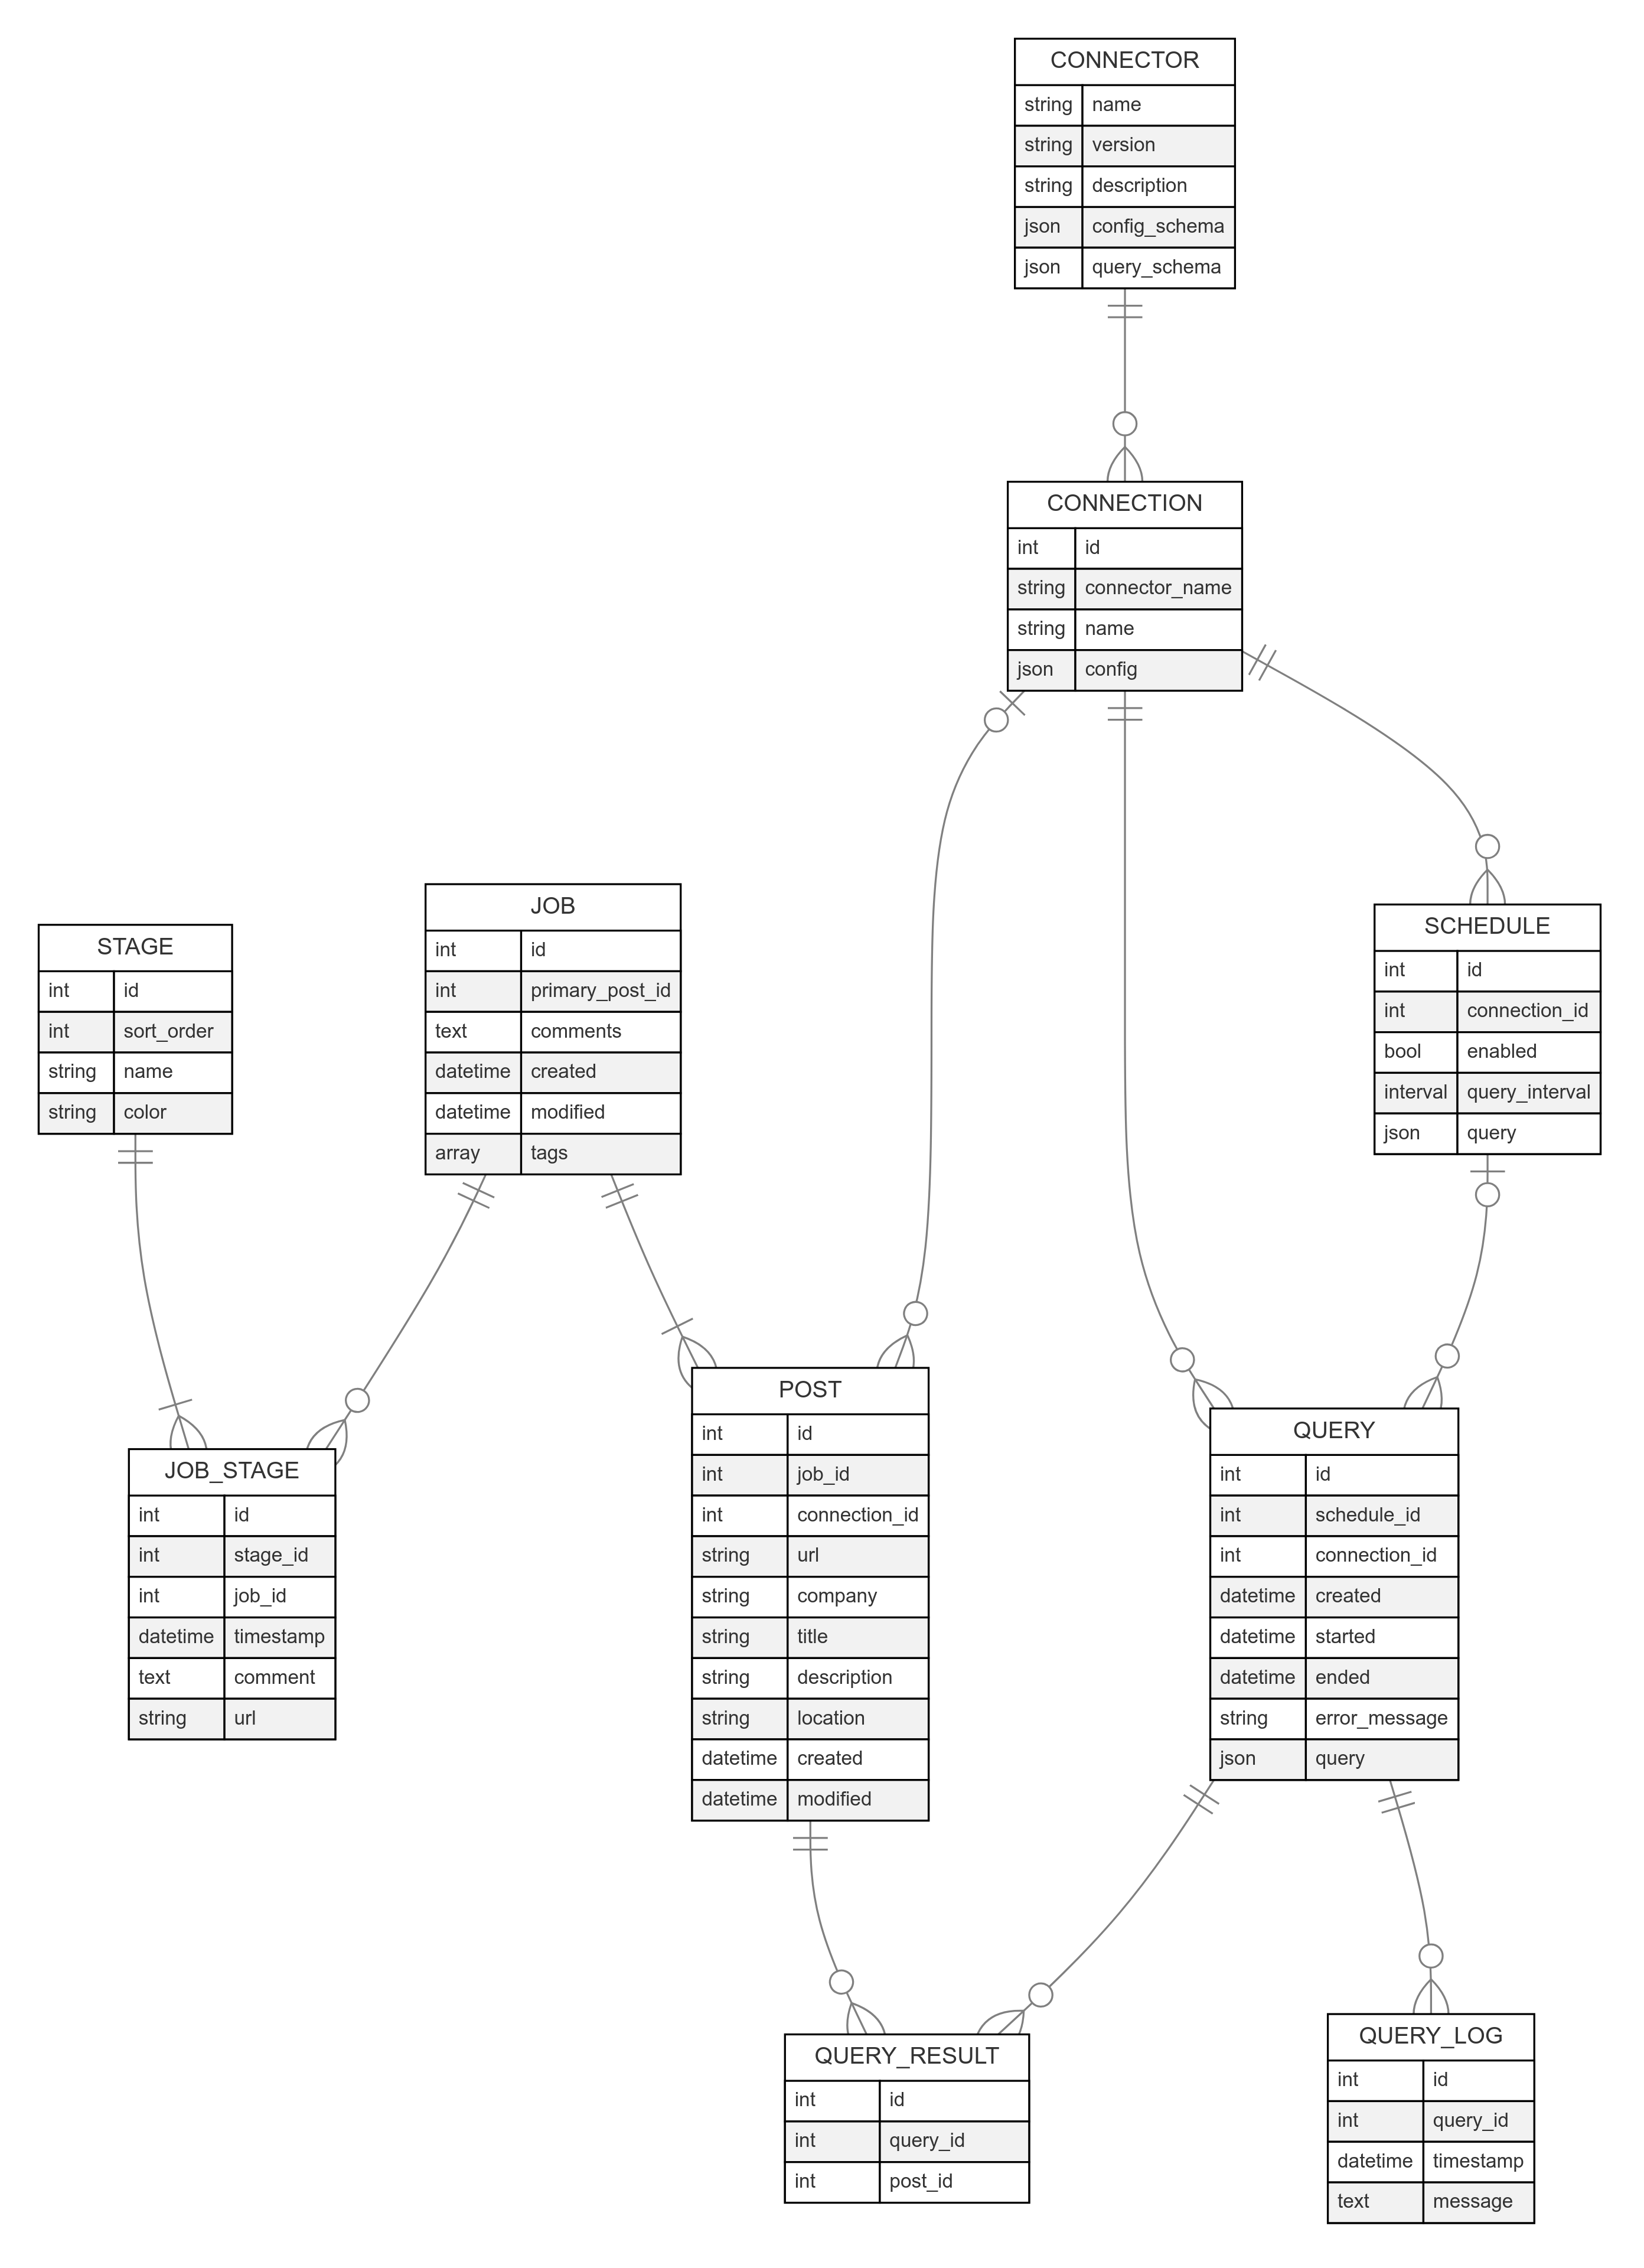 CONNECTOR
string name
string version
string description
json config_schema
json query_schema
CONNECTION
int id
string connector_name
string name
json config
STAGE
int id
int sort_order
string name
string color
JOB
int id
int primary_post_id
text comments
datetime created
datetime modified
array tags
SCHEDULE
int id
int connection_id
bool enabled
interval query_interval
json query
JOB_STAGE
int id
int stage_id
int job_id
datetime timestamp
text comment
string url
POST
int id
int job_id
int connection_id
string url
string company
string title
string description
string location
datetime created
datetime modified
QUERY
int id
int schedule_id
int connection_id
datetime created
datetime started
datetime ended
string error_message
json query
QUERY_RESULT
int id
int query_id
int post_id
QUERY_LOG
int id
int query_id
datetime timestamp
text message